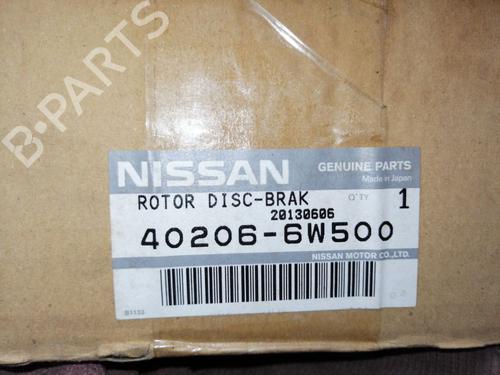 B-PARTS
NISSAN
GENUINE PARTS
Made in Japan
ROTOR DISC-BRAK
Q'TY 1
20130606
40206-6W500
NISSAN MOTOR CO.,LTD.
B1133